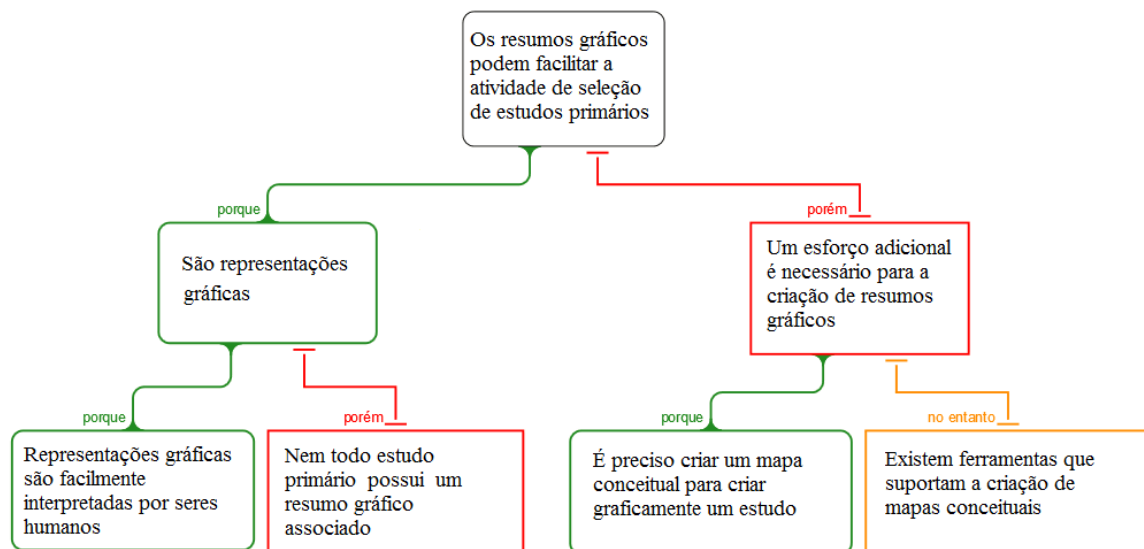 Os resumos gráficos
podem facilitar a
atividade de seleção
de estudos primários
porque
porém
São representações
gráficas
Um esforço adicional
é necessário para a
criação de resumos
gráficos
porque
porém
porque
no entanto
Representações gráficas
são facilmente
interpretadas por seres
humanos
Nem todo estudo
primário possui um
resumo gráfico
associado
É preciso criar um mapa
conceitual para criar
graficamente um estudo
Existem ferramentas que
suportam a criação de
mapas conceituais